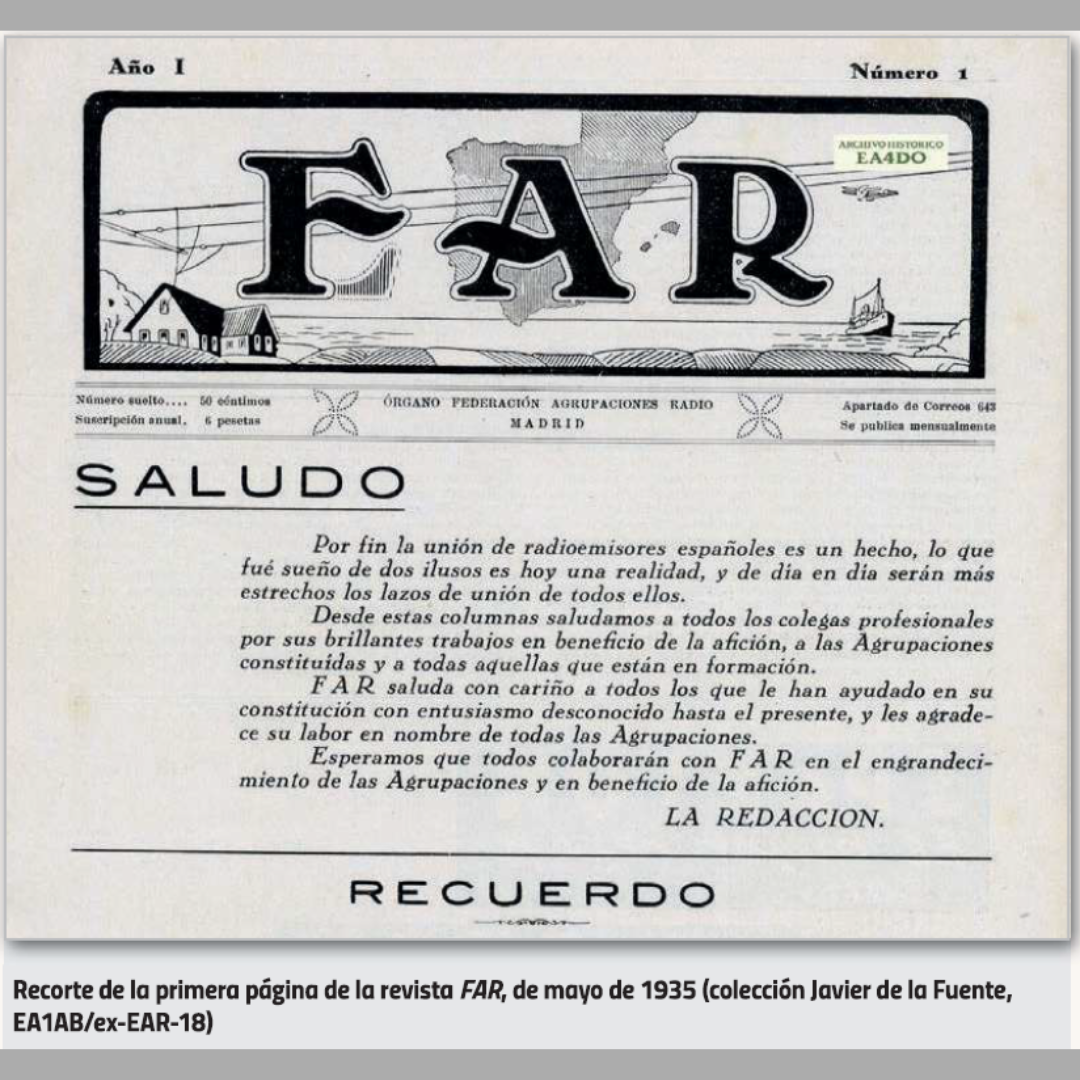 Año I
Número 1
FAR
ARCHIVO HISTORICO
EA4DO
Número suelto.... 50 céntimos
Suscripción anual. 6 pesetas
ÓRGANO FEDERACIÓN AGRUPACIONES RADIO
MADRID
Apartado de Correos 643
Se publica mensualmente
SALUDO
Por fin la unión de radioemisores españoles es un hecho, lo que
fué sueño de dos ilusos es hoy una realidad, y de día en día serán más
estrechos los lazos de unión de todos ellos.
Desde estas columnas saludamos a todos los colegas profesionales
por sus brillantes trabajos en beneficio de la afición, a las Agrupaciones
constituídas y a todas aquellas que están en formación.
F A R saluda con cariño a todos los que le han ayudado en su
constitución con entusiasmo desconocido hasta el presente, y les agrade-
ce su labor en nombre de todas las Agrupaciones.
Esperamos que todos colaborarán con F A R en el engrandeci-
miento de las Agrupaciones y en beneficio de la afición.
LA REDACCION.
RECUERDO
Recorte de la primera página de la revista FAR, de mayo de 1935 (colección Javier de la Fuente,
EA1AB/ex-EAR-18)